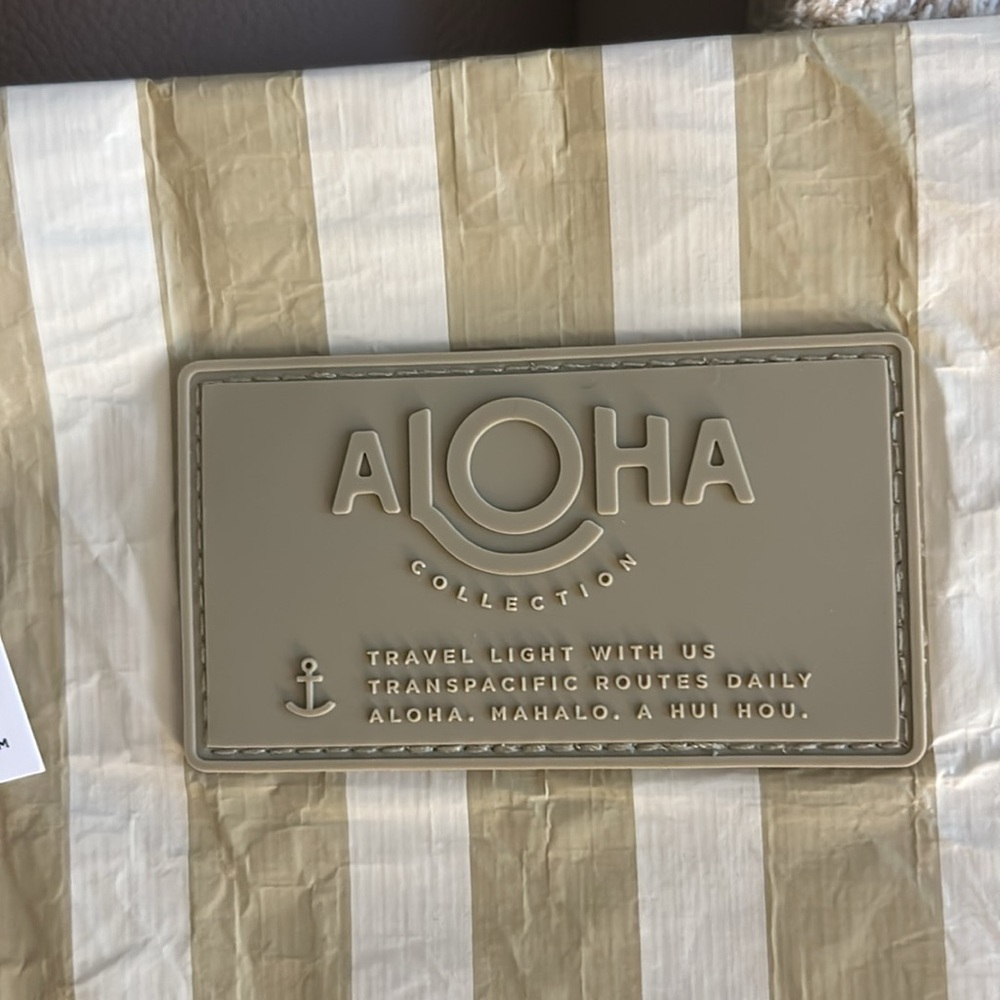 ALOHA
COLLECTION
TRAVEL LIGHT WITH US
TRANSPACIFIC ROUTES DAILY
ALOHA. MAHALO. A HUI HOU.